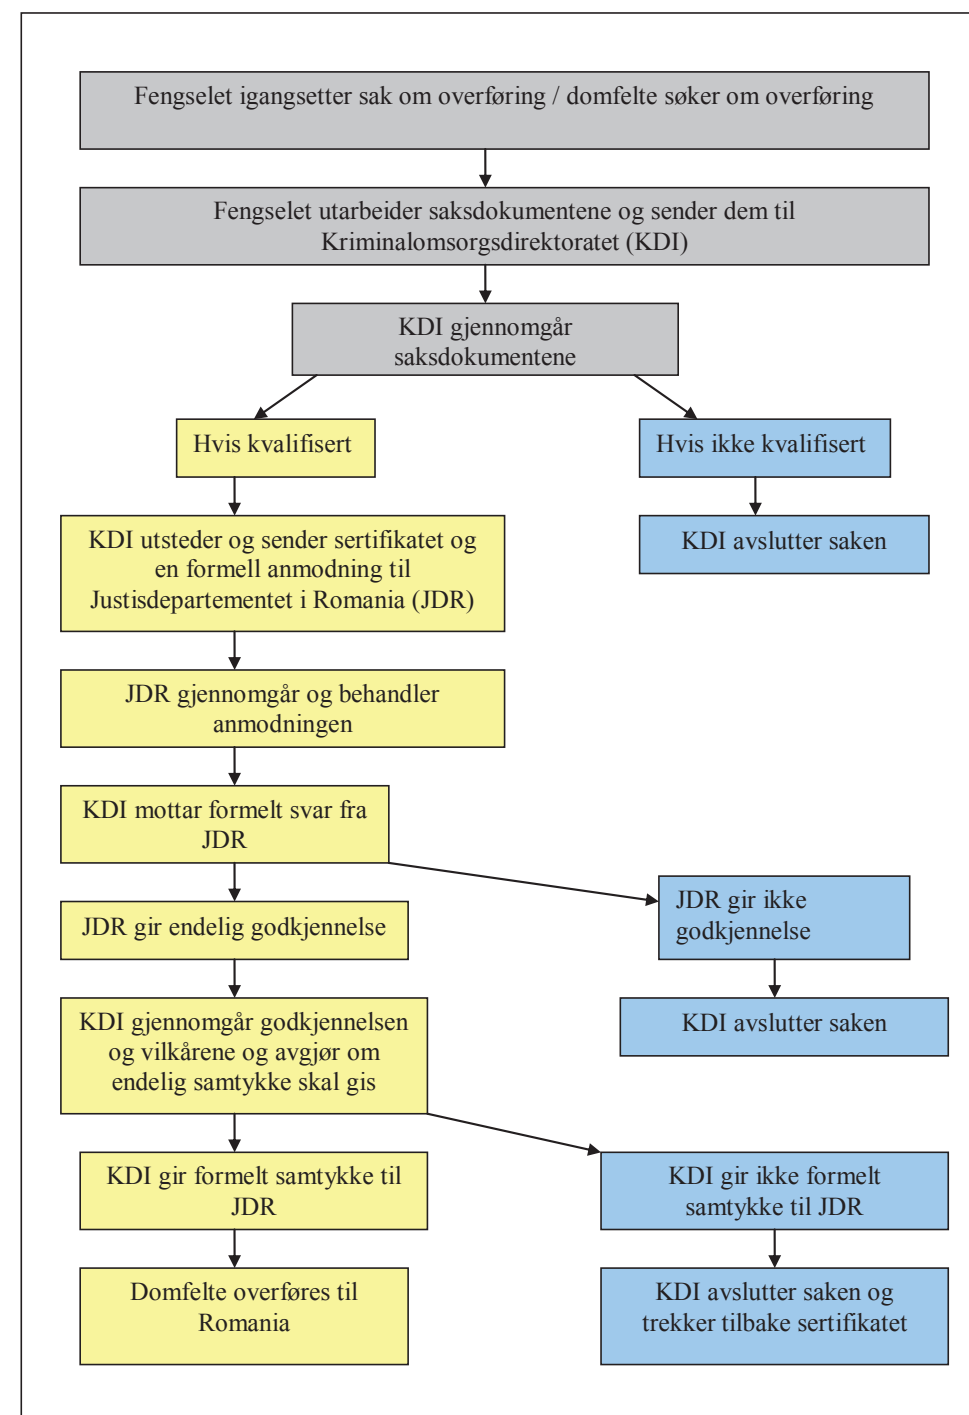 Fengselet igangsetter sak om overføring / domfelte søker om overføring
Fengselet utarbeider saksdokumentene og sender dem til
Kriminalomsorgsdirektoratet (KDI)
KDI gjennomgår
saksdokumentene
Hvis kvalifisert
Hvis ikke kvalifisert
KDI utsteder og sender sertifikatet og
en formell anmodning til
Justisdepartementet i Romania (JDR)
KDI avslutter saken
JDR gjennomgår og behandler
anmodningen
KDI mottar formelt svar fra
JDR
JDR gir endelig godkjennelse
JDR gir ikke
godkjennelse
KDI gjennomgår godkjennelsen
og vilkårene og avgjør om
endelig samtykke skal gis
KDI avslutter saken
KDI gir formelt samtykke til
JDR
KDI gir ikke formelt
samtykke til JDR
Domfelte overføres til
Romania
KDI avslutter saken og
trekker tilbake sertifikatet